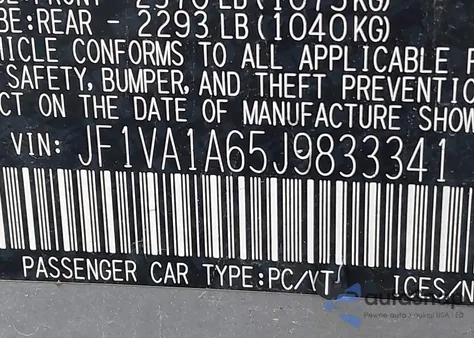 BE:REAR - 2293 LB(1040KG)
HICLE CONFORMS TO ALL APPLICABLE F
SAFETY, BUMPER, AND THEFT PREVENTIO
CT ON THE DATE OF MANUFACTURE SHOW
VIN: JF1VA1A65J9833341
PASSENGER CAR TYPE:PC/VT ICES/N